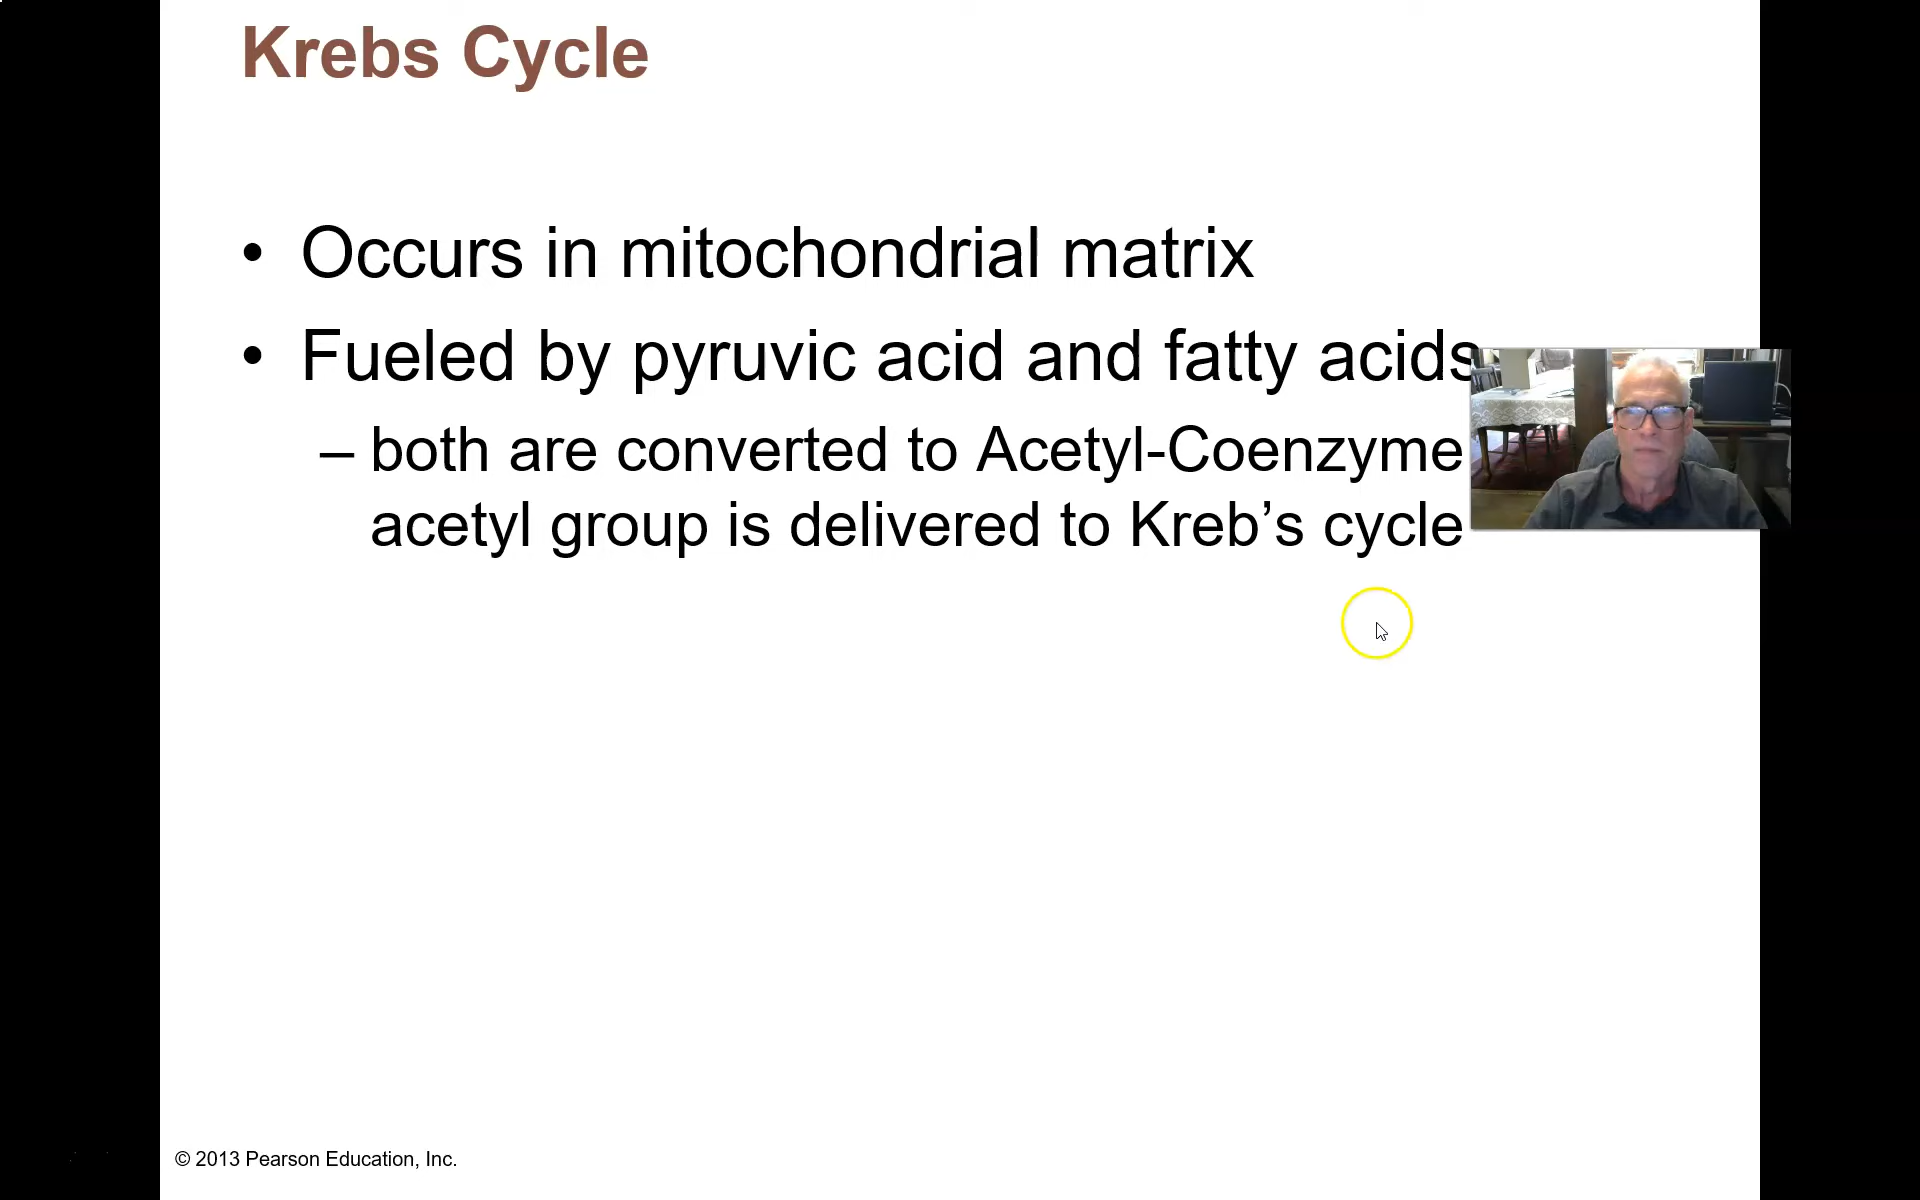 Krebs Cycle
• Occurs in mitochondrial matrix
• Fueled by pyruvic acid and fatty acids
– both are converted to Acetyl-Coenzyme
acetyl group is delivered to Kreb’s cycle
© 2013 Pearson Education, Inc.